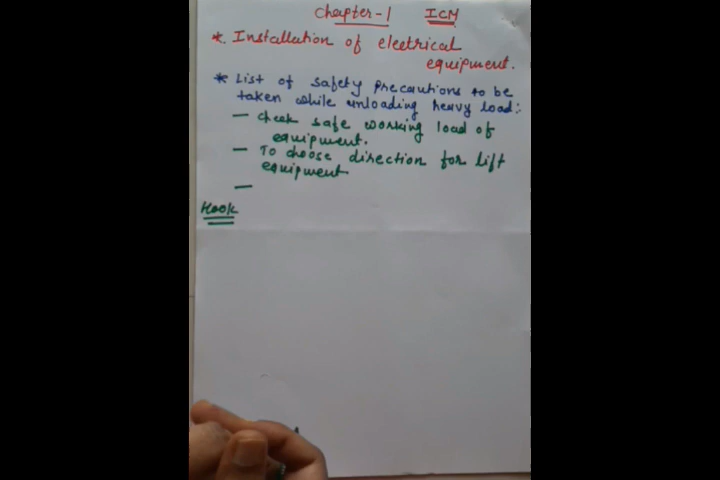 Chapter-1 ICM
* Installation of electrical
equipment.
* List of safety precautions to be
taken while unloading heavy load:
— check safe working load of
equipment.
— To choose direction for lift
equipment
—
Hook